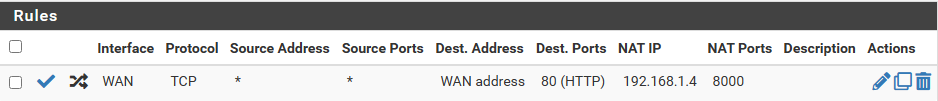 Rules
Interface Protocol Source Address Source Ports Dest. Address Dest. Ports NAT IP NAT Ports Description Actions
WAN TCP * * WAN address 80 (HTTP) 192.168.1.4 8000